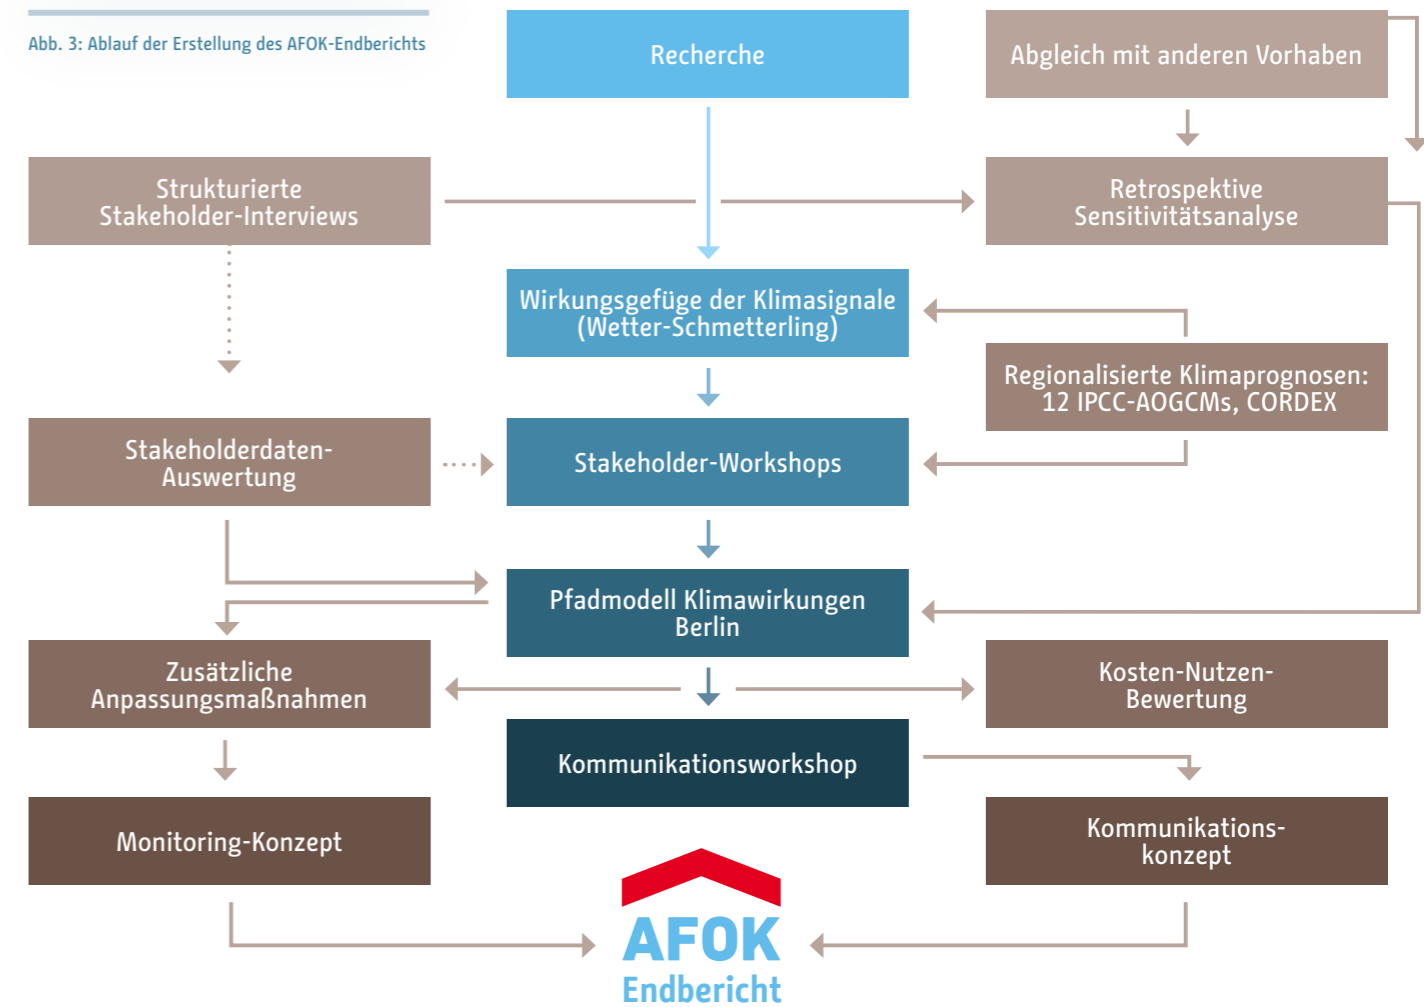 Abb. 3: Ablauf der Erstellung des AFOK-Endberichts
Recherche
Abgleich mit anderen Vorhaben
Strukturierte
Stakeholder-Interviews
Retrospektive
Sensitivitätsanalyse
Wirkungsgefüge der Klimasignale
(Wetter-Schmetterling)
Regionalisierte Klimaprognosen:
12 IPCC-AOGCMs, CORDEX
Stakeholderdaten-
Auswertung
Stakeholder-Workshops
Pfadmodell Klimawirkungen
Berlin
Zusätzliche
Anpassungsmaßnahmen
Kosten-Nutzen-
Bewertung
Kommunikationsworkshop
Monitoring-Konzept
Kommunikations-
konzept
AFOK
Endbericht